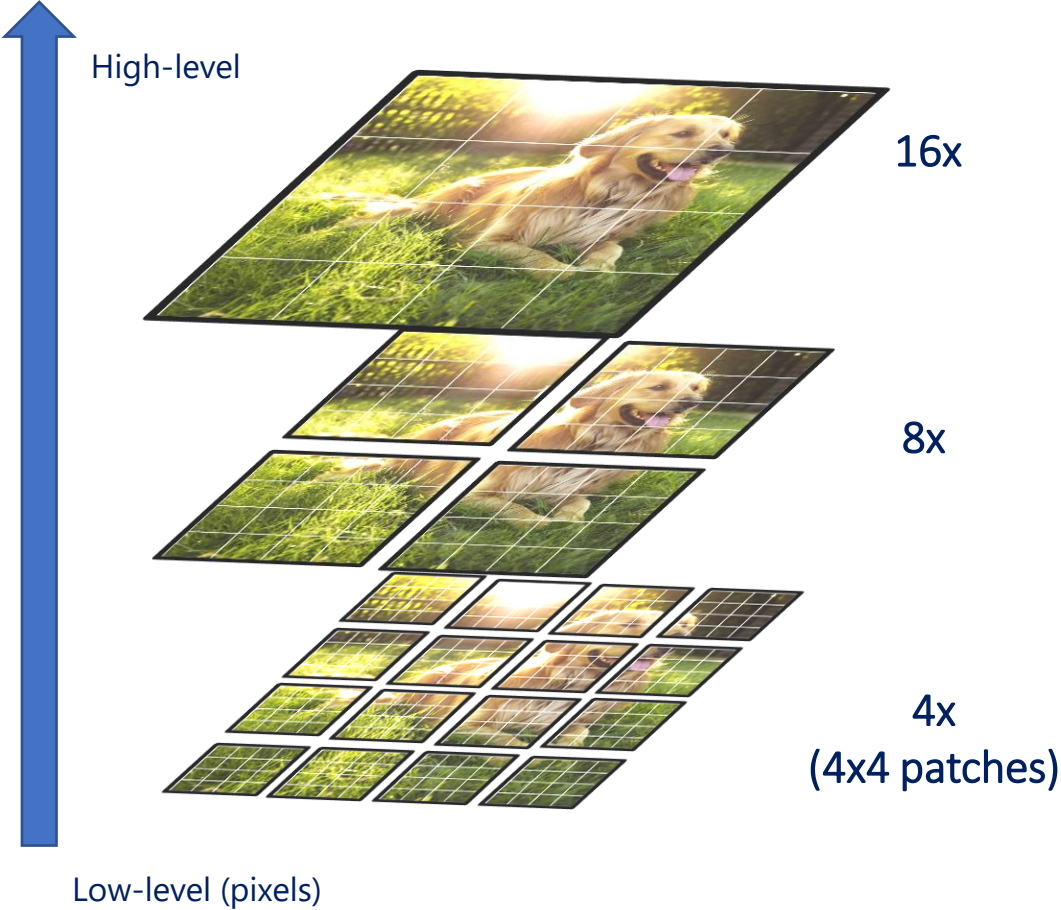 High-level
16x
8x
4x
(4x4 patches)
Low-level (pixels)